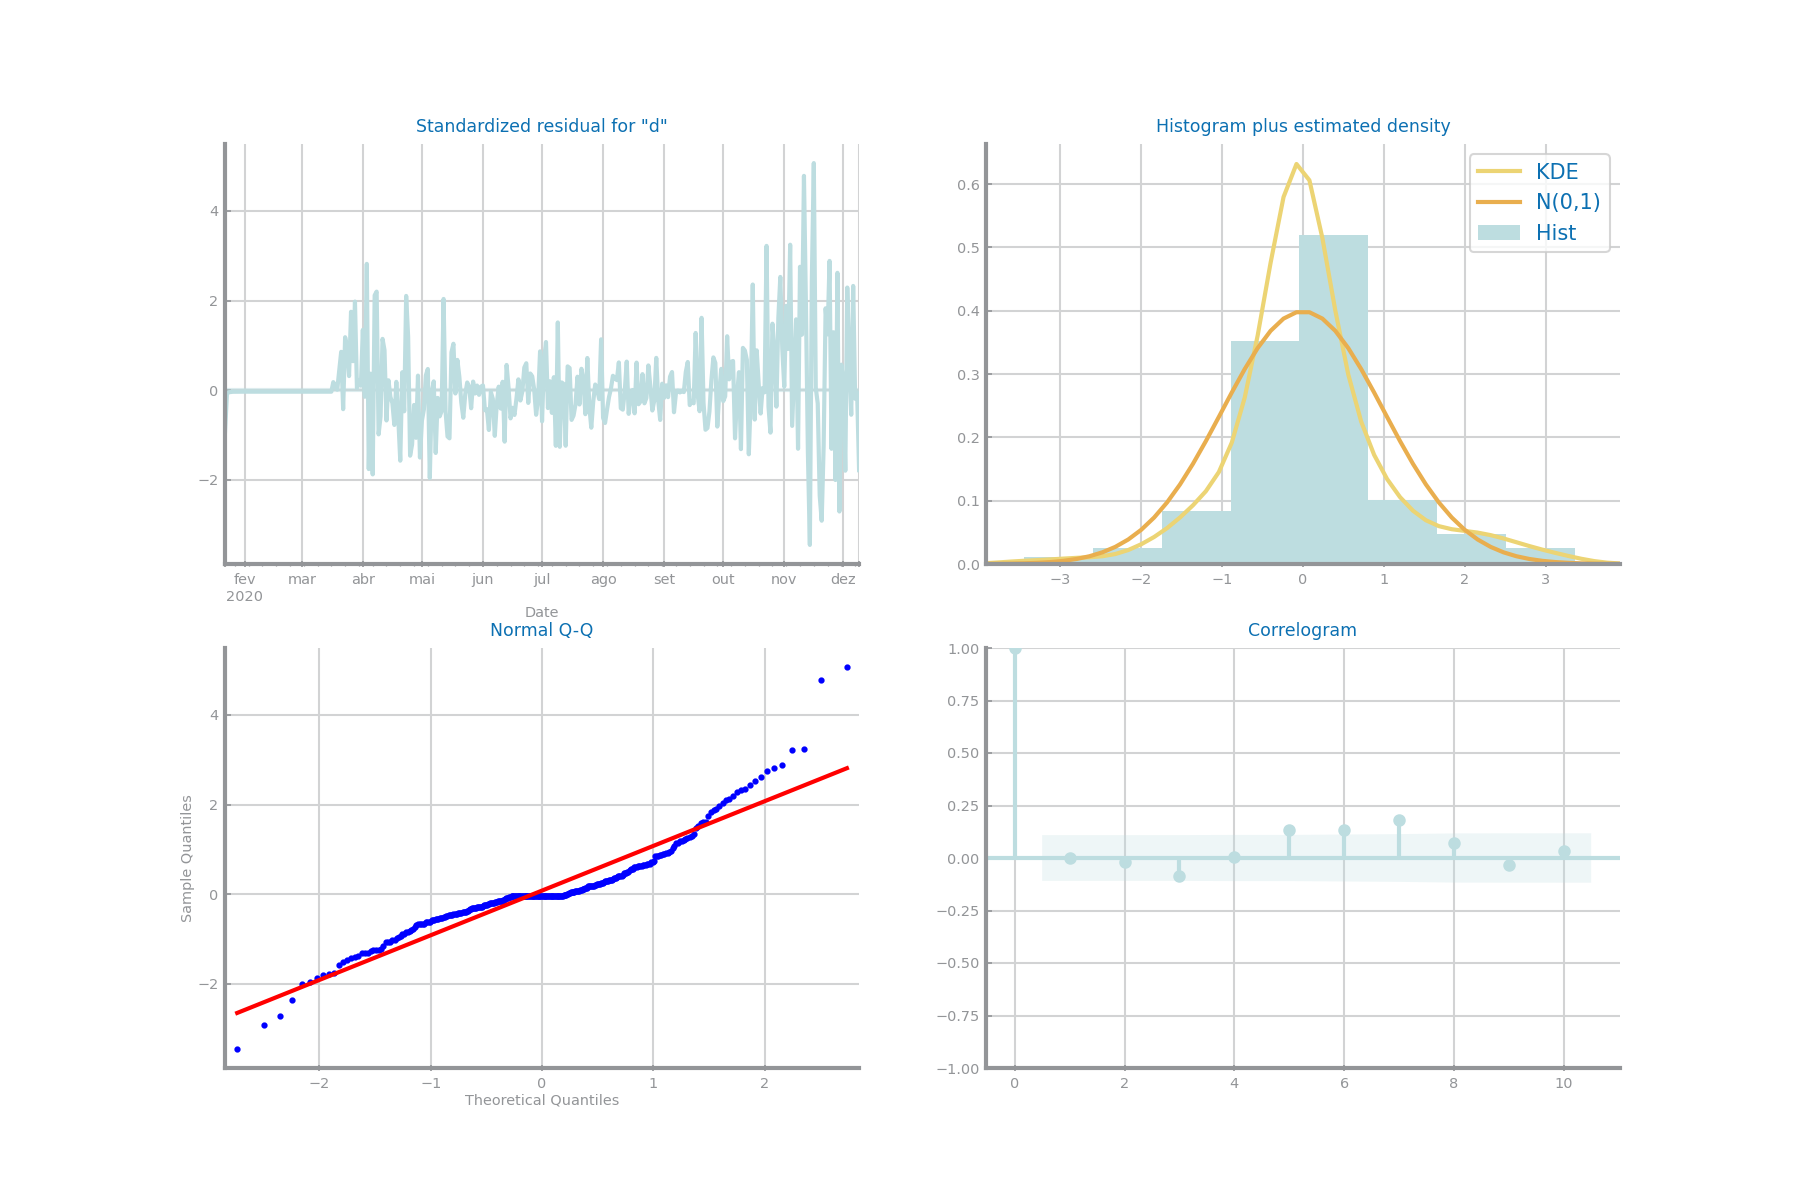 Standardized residual for "d"
4
2
0
−2
fev mar abr mai jun jul ago set out nov dez
2020
Date
Histogram plus estimated density
0.6
0.5
0.4
0.3
0.2
0.1
0.0
−3 −2 −1 0 1 2 3
KDE
N(0,1)
Hist
Normal Q-Q
Sample Quantiles
4
2
0
−2
−2 −1 0 1 2
Theoretical Quantiles
Correlogram
1.00
0.75
0.50
0.25
0.00
−0.25
−0.50
−0.75
−1.00
0 2 4 6 8 10